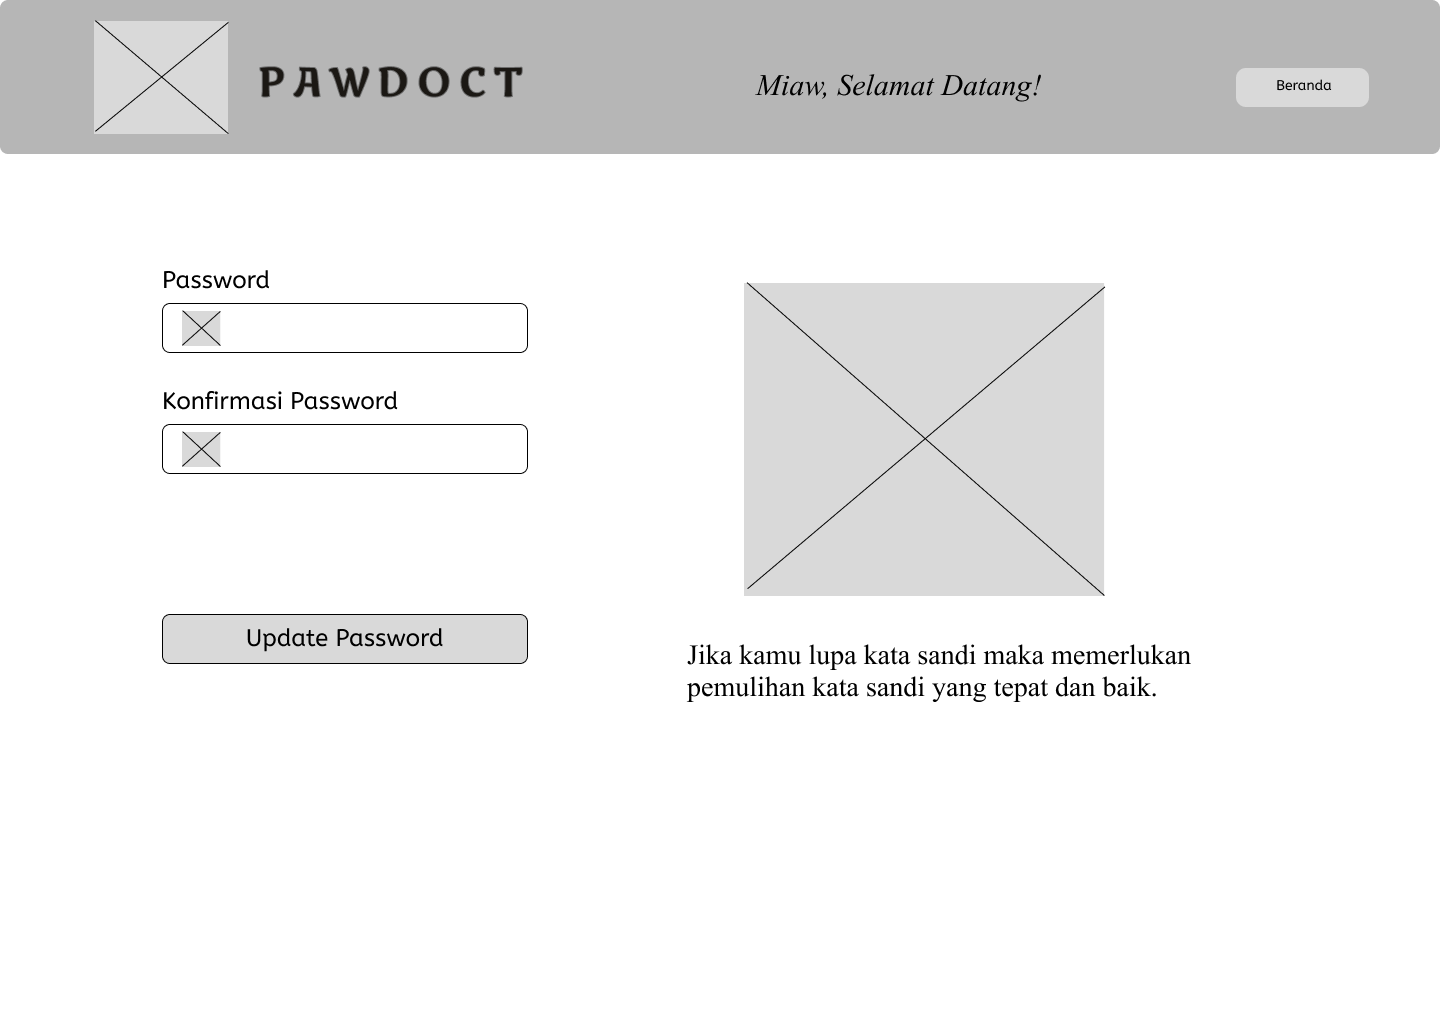 PAWDOCT
Miaw, Selamat Datang!
Beranda
Password
Konfirmasi Password
Update Password
Jika kamu lupa kata sandi maka memerlukan
pemulihan kata sandi yang tepat dan baik.